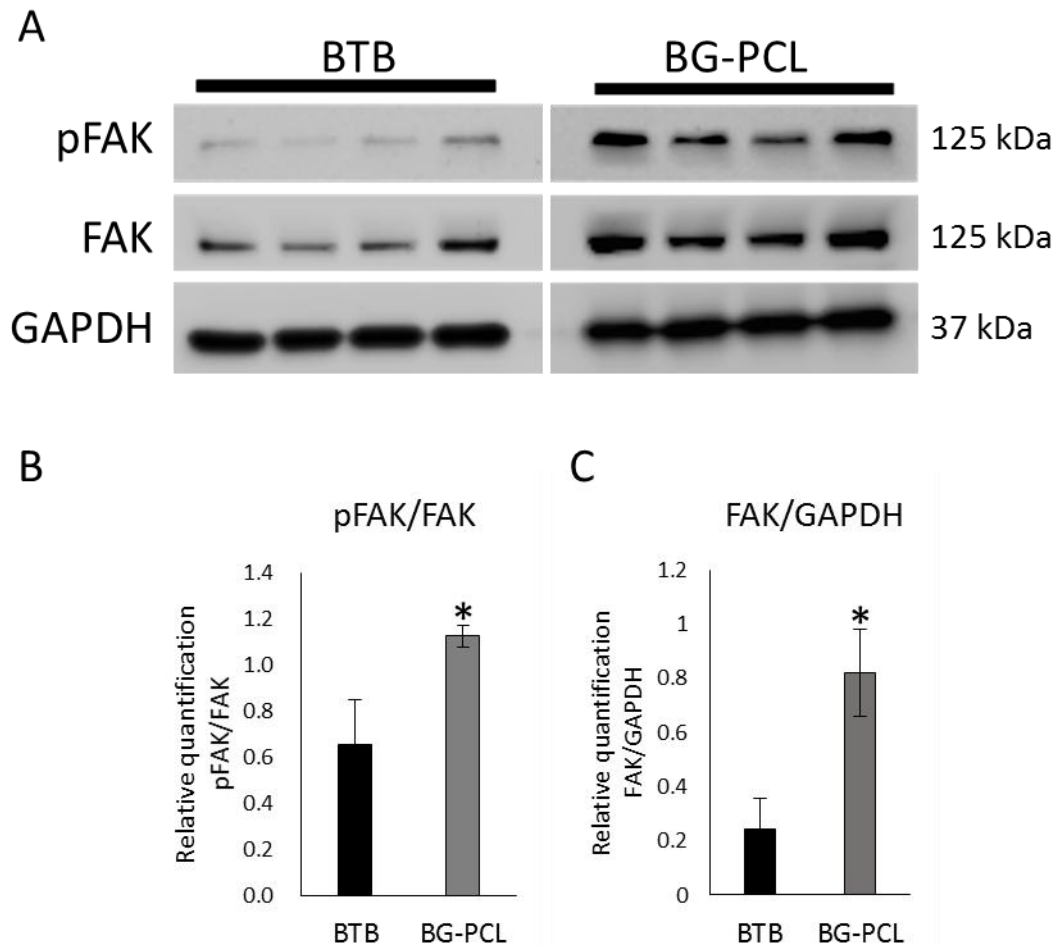 A
BTB
BG-PCL
pFAK
125 kDa
FAK
125 kDa
GAPDH
37 kDa
B
pFAK/FAK
Relative quantification
pFAK/FAK
1.4
1.2
1.0
0.8
0.6
0.4
0.2
0.0
*
BTB
BG-PCL
C
FAK/GAPDH
Relative quantification
FAK/GAPDH
1.2
1
0.8
0.6
0.4
0.2
0
*
BTB
BG-PCL